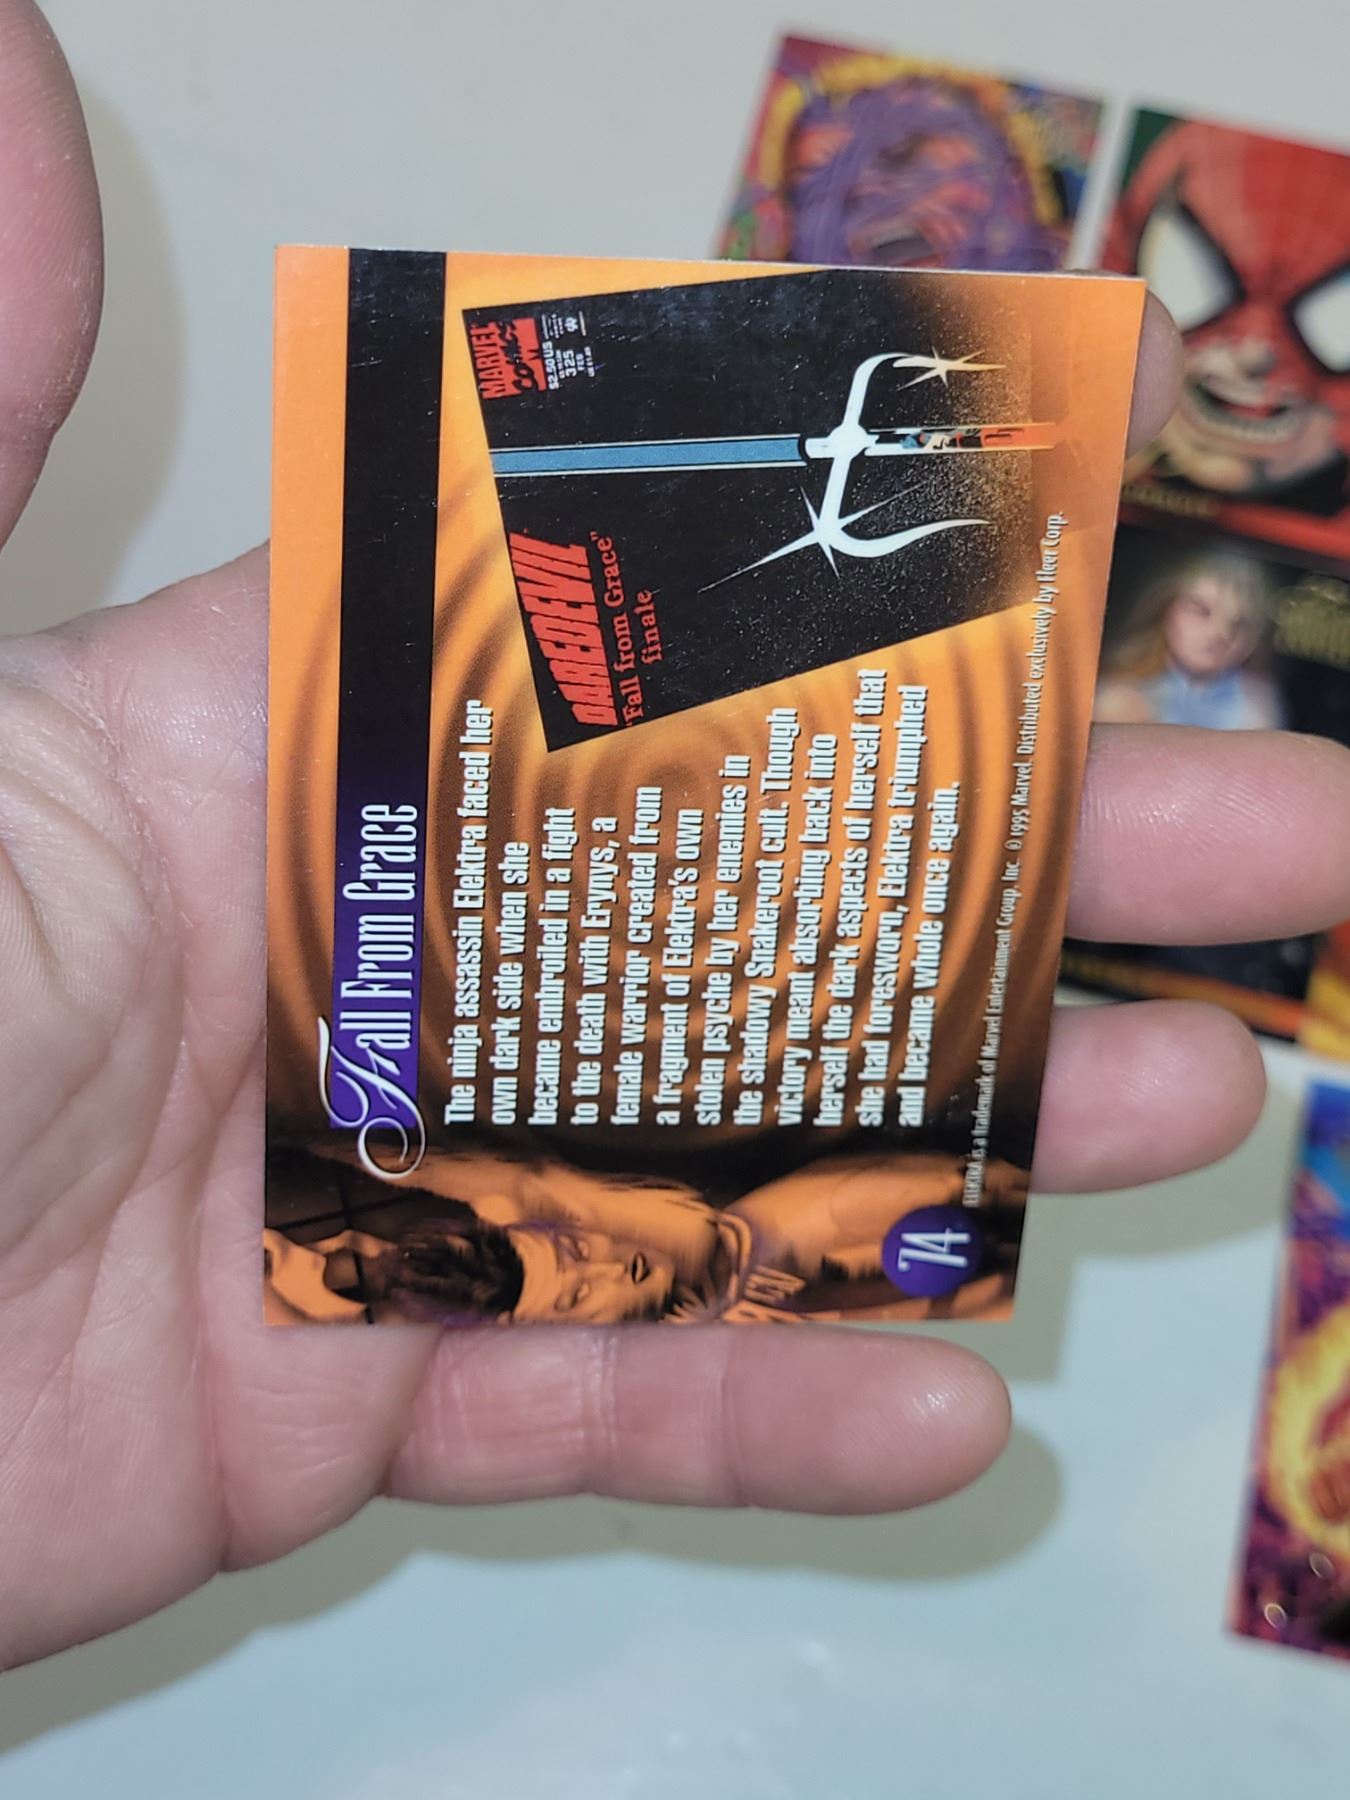 Fall From Grace
The ninja assassin Elektra faced her
own dark side when she
became embroiled in a fight
to the death with Erynys, a
female warrior created from
a fragment of Elektra's own
stolen psyche by her enemies in
the shadowy Snakeroot cult. Though
victory meant absorbing back into
herself the dark aspects of herself that
she had foresworn, Elektra triumphed
and became whole once again.
MARVEL
COMICS
$2.50 US
325
FEB
DAREDEVIL
"Fall from Grace"
finale
74
ELEKTRA is a trademark of Marvel Entertainment Group, Inc. © 1995 Marvel. Distributed exclusively by Fleer Corp.